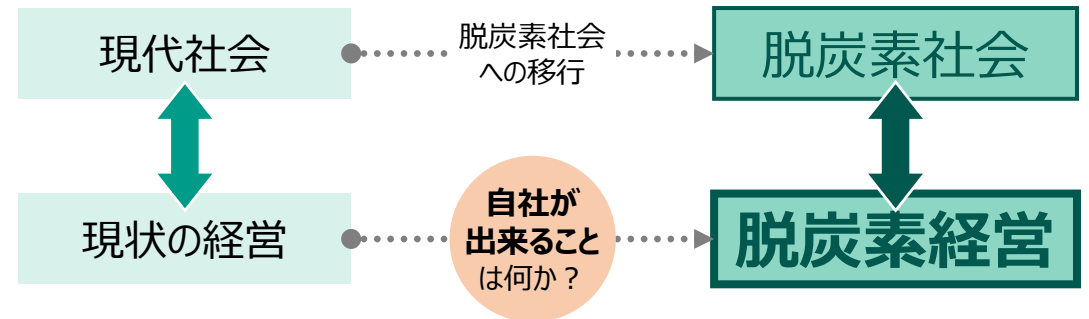 現代社会
脱炭素社会
への移行
脱炭素社会
現状の経営
自社が
出来ること
は何か？
脱炭素経営